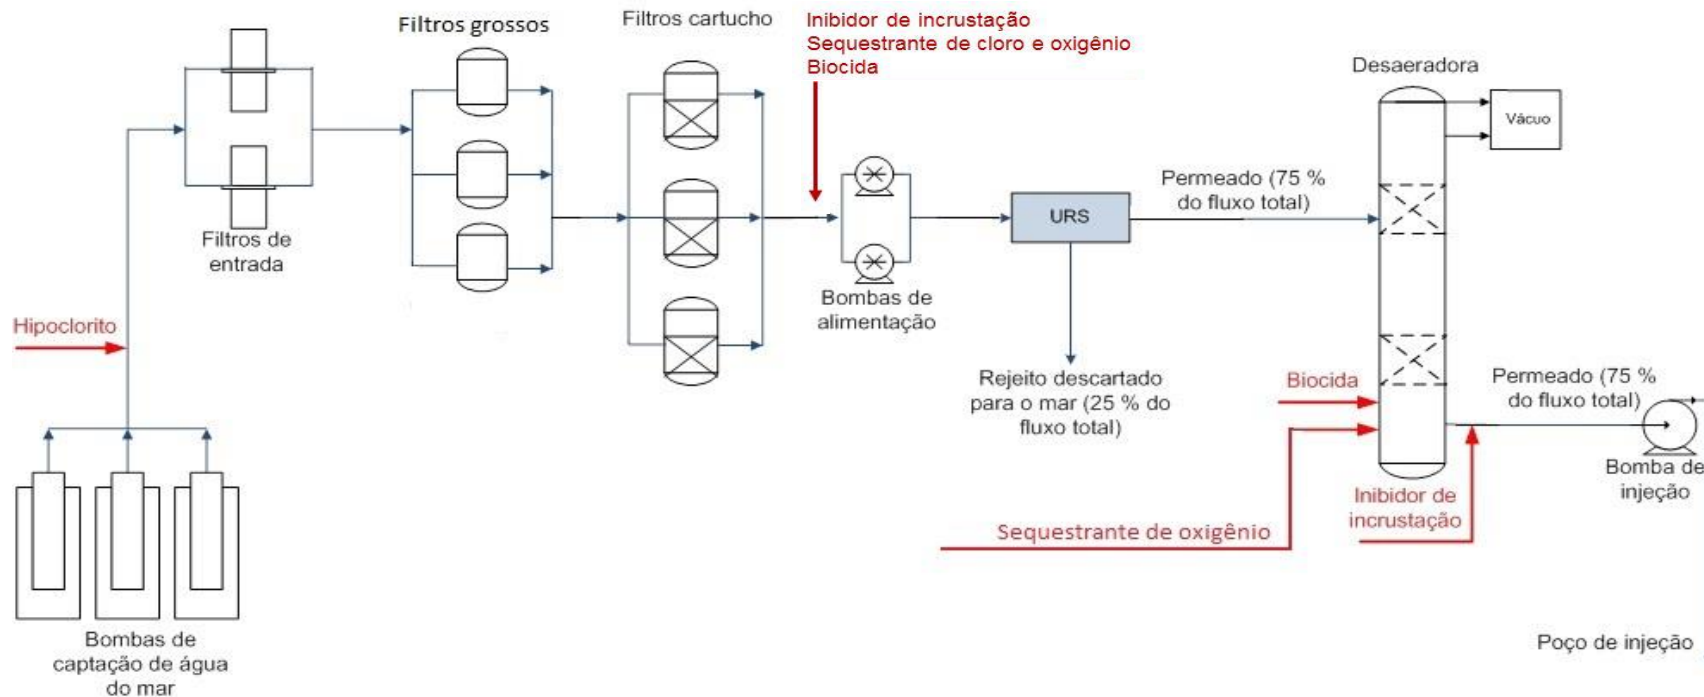 Filtros grossos
Filtros cartucho
Inibidor de incrustação
Sequestrante de cloro e oxigênio
Biocida
Desaeradora
Vácuo
Filtros de
entrada
Hipoclorito
Bombas de
captação de água
do mar
Bombas de
alimentação
URS
Permeado (75 %
do fluxo total)
Rejeito descartado
para o mar (25 % do
fluxo total)
Biocida
Sequestrante de oxigênio
Inibidor de
incrustação
Permeado (75 %
do fluxo total)
Bomba de
injeção
Poço de injeção